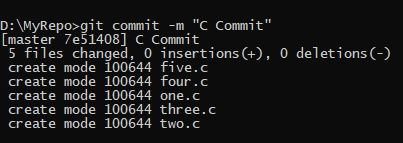 D:\MyRepo>git commit -m "C Commit"
[master 7e51408] C Commit
 5 files changed, 0 insertions(+), 0 deletions(-)
 create mode 100644 five.c
 create mode 100644 four.c
 create mode 100644 one.c
 create mode 100644 three.c
 create mode 100644 two.c